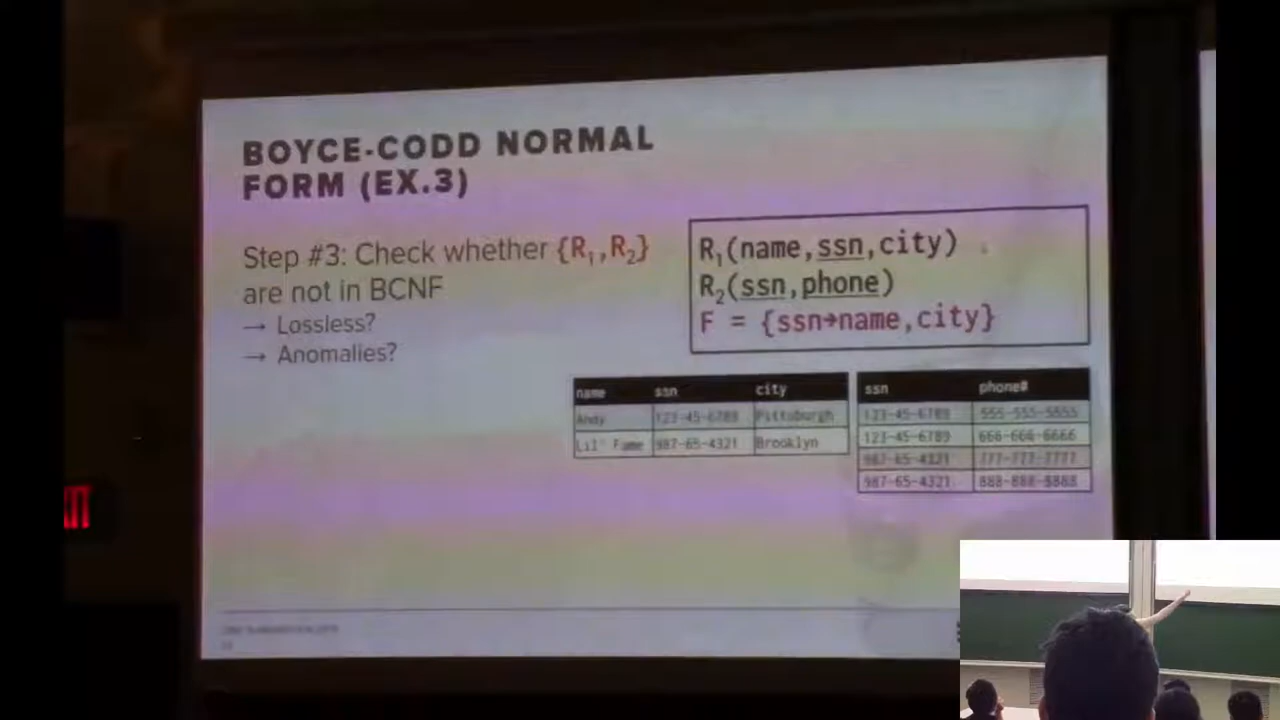 BOYCE-CODD NORMAL
FORM (EX.3)
Step #3: Check whether {R₁,R₂}
are not in BCNF
→ Lossless?
→ Anomalies?
R₁(name,ssn,city)
R₂(ssn,phone)
F = {ssn→name,city}
name ssn city
Andy 123-45-6789 Pittsburgh
Lil' Fame 987-65-4321 Brooklyn
ssn phone#
123-45-6789 555-555-5555
123-45-6789 666-666-6666
987-65-4321 777-777-7777
987-65-4321 888-888-8888